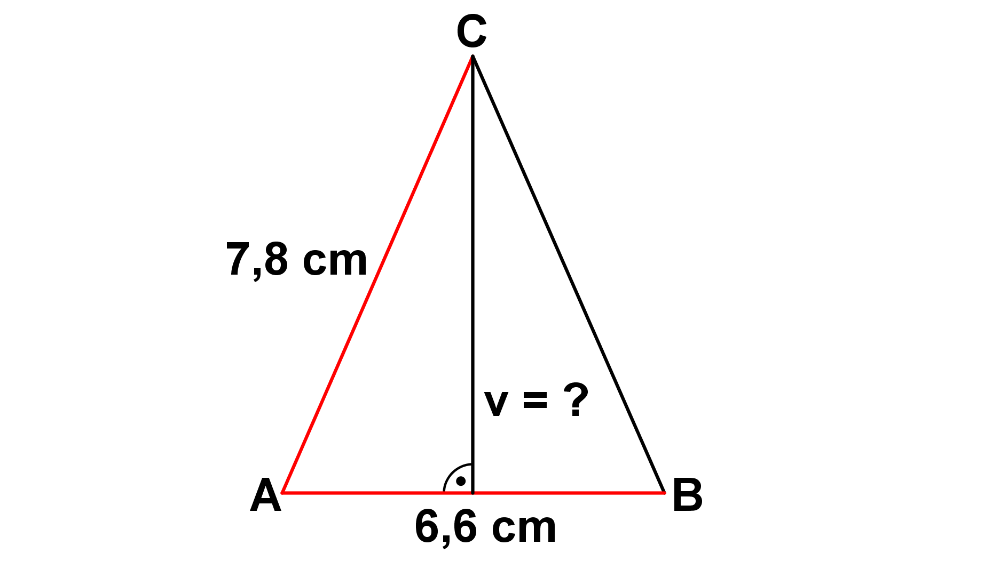 C
7,8 cm
v = ?
A
B
6,6 cm